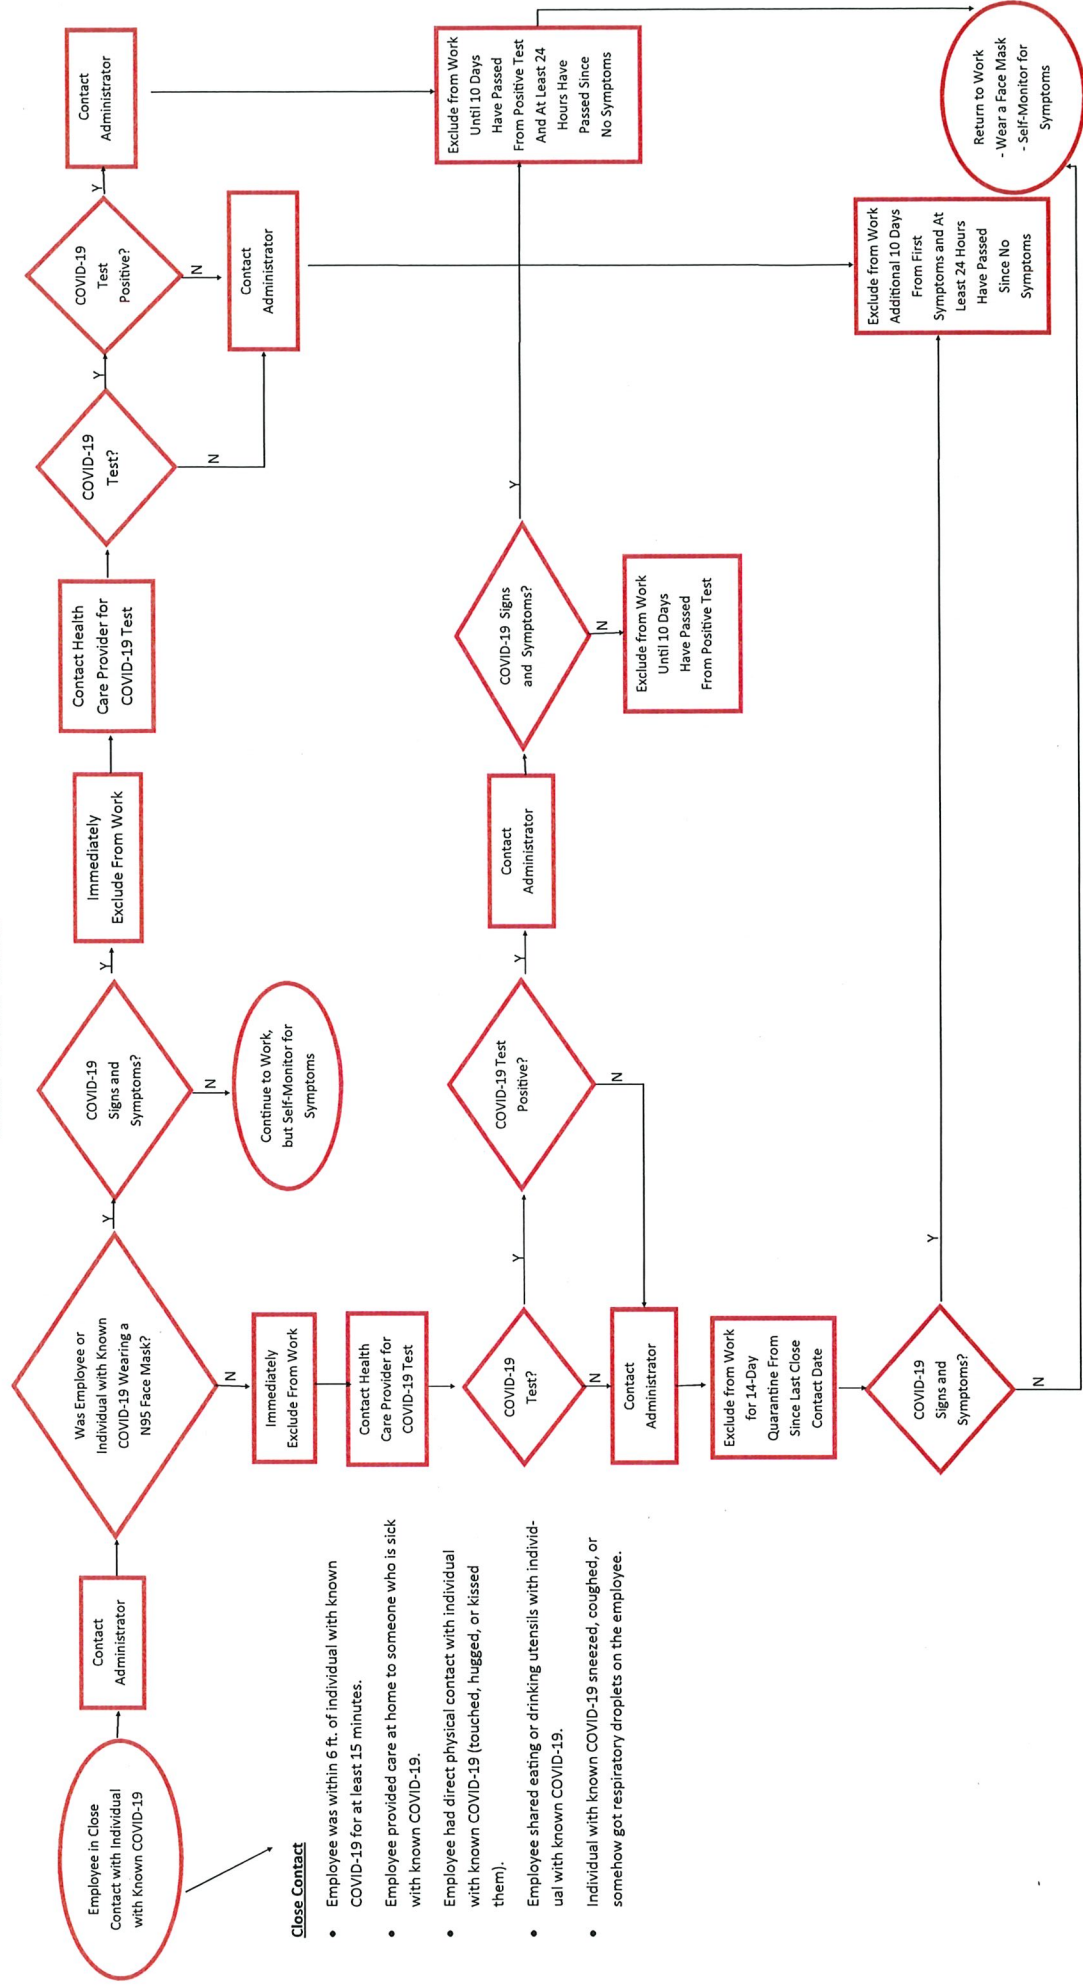 Employee in Close
Contact with Individual
with Known COVID-19
Contact
Administrator
Was Employee or
Individual with Known
COVID-19 Wearing a
N95 Face Mask?
Y
COVID-19
Signs and
Symptoms?
Y
Immediately
Exclude From Work
Contact Health
Care Provider for
COVID-19 Test
COVID-19
Test?
Y
COVID-19
Test
Positive?
Y
Contact
Administrator
N
Continue to Work,
but Self-Monitor for
Symptoms
N
N
Contact
Administrator
N
Immediately
Exclude From Work
Contact Health
Care Provider for
COVID-19 Test
COVID-19
Test?
Y
COVID-19 Test
Positive?
Y
Contact
Administrator
COVID-19 Signs
and Symptoms?
Y
Exclude from Work
Until 10 Days
Have Passed
From Positive Test
And At Least 24
Hours Have
Passed Since
No Symptoms
N
Contact
Administrator
N
N
Exclude from Work
Until 10 Days
Have Passed
From Positive Test
Exclude from Work
for 14-Day
Quarantine From
Since Last Close
Contact Date
COVID-19
Signs and
Symptoms?
Y
Exclude from Work
Additional 10 Days
From First
Symptoms and At
Least 24 Hours
Have Passed
Since No
Symptoms
N
Return to Work
- Wear a Face Mask
- Self-Monitor for
Symptoms
Close Contact
• Employee was within 6 ft. of individual with known
COVID-19 for at least 15 minutes.
• Employee provided care at home to someone who is sick
with known COVID-19.
• Employee had direct physical contact with individual
with known COVID-19 (touched, hugged, or kissed
them).
• Employee shared eating or drinking utensils with individ-
ual with known COVID-19.
• Individual with known COVID-19 sneezed, coughed, or
somehow got respiratory droplets on the employee.